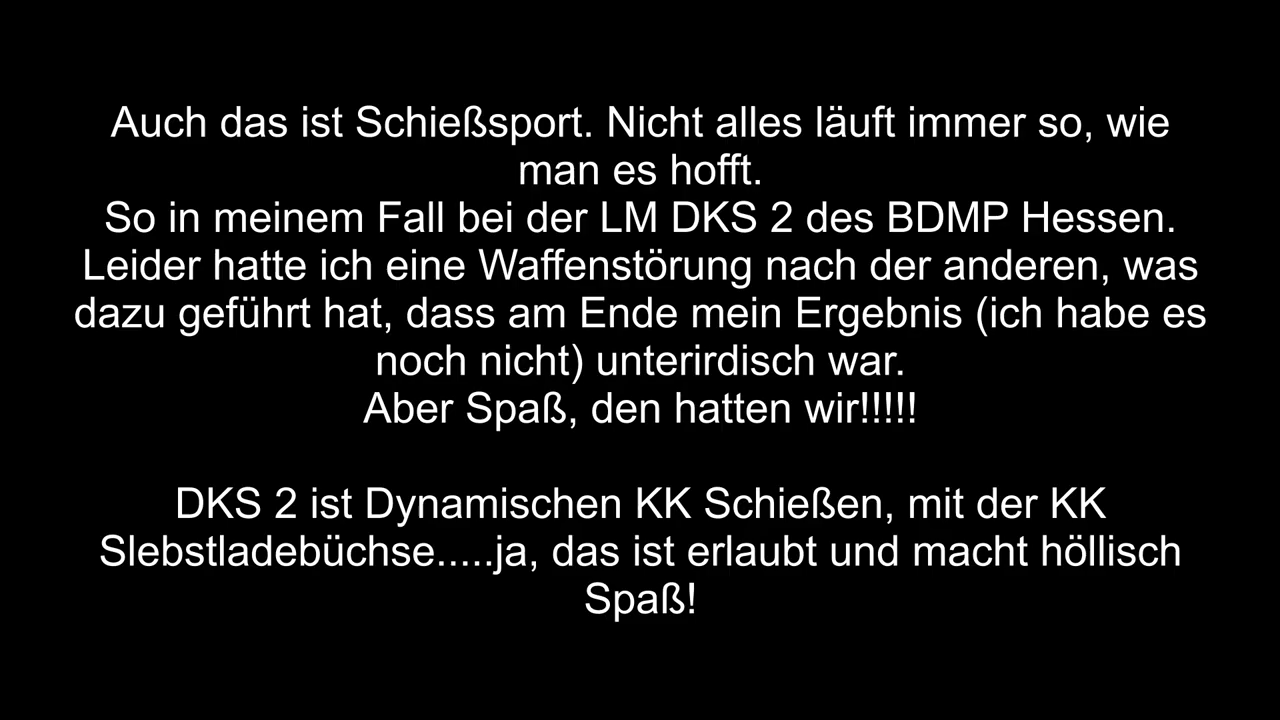 Auch das ist Schießsport. Nicht alles läuft immer so, wie
man es hofft.
So in meinem Fall bei der LM DKS 2 des BDMP Hessen.
Leider hatte ich eine Waffenstörung nach der anderen, was
dazu geführt hat, dass am Ende mein Ergebnis (ich habe es
noch nicht) unterirdisch war.
Aber Spaß, den hatten wir!!!!!
DKS 2 ist Dynamischen KK Schießen, mit der KK
Slebstladebüchse.....ja, das ist erlaubt und macht höllisch
Spaß!